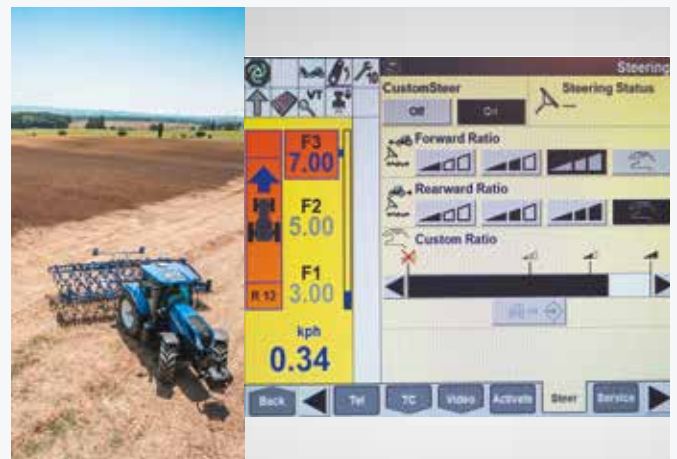 10
VT
F3
7.00
F2
5.00
F1
3.00
R 12
kph
0.34
Steering
CustomSteer
Off
On
Steering Status
Forward Ratio
Rearward Ratio
Custom Ratio
Back
Tel
TC
Video
Activate
Steer
Service